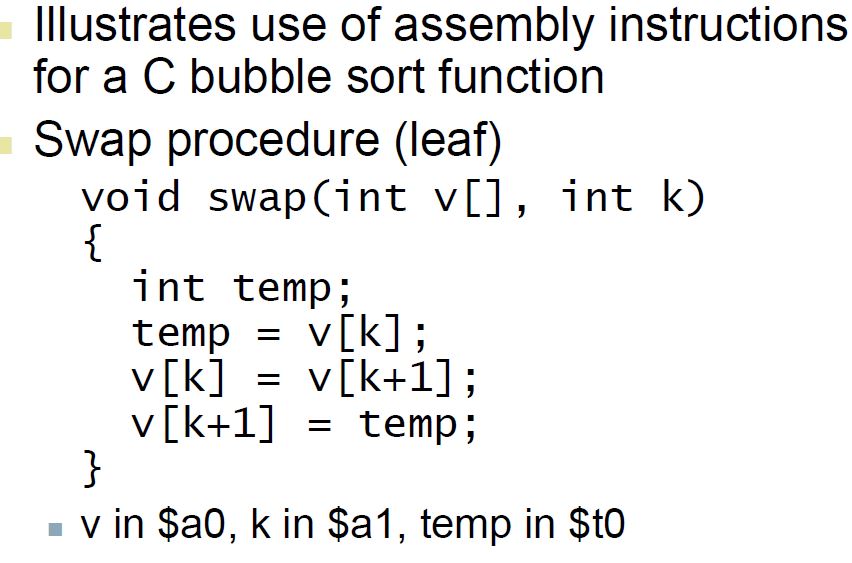 Illustrates use of assembly instructions
for a C bubble sort function
Swap procedure (leaf)
void swap(int v[], int k)
{
int temp;
temp = v[k];
v[k] = v[k+1];
v[k+1] = temp;
}
v in $a0, k in $a1, temp in $t0